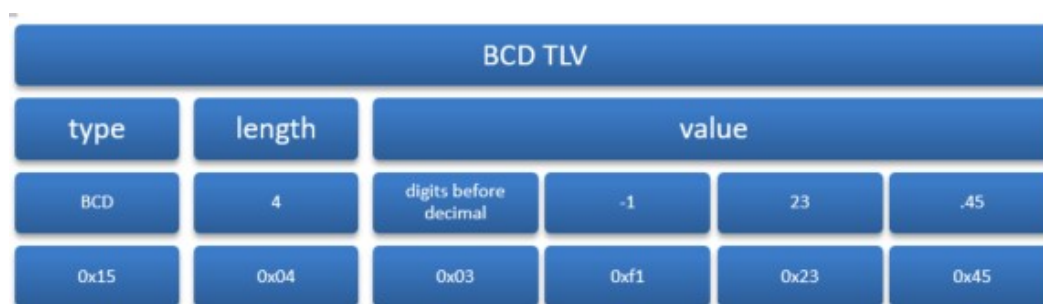 BCD TLV
type length value
BCD 4 digits before decimal -1 23 .45
0x15 0x04 0x03 0xf1 0x23 0x45